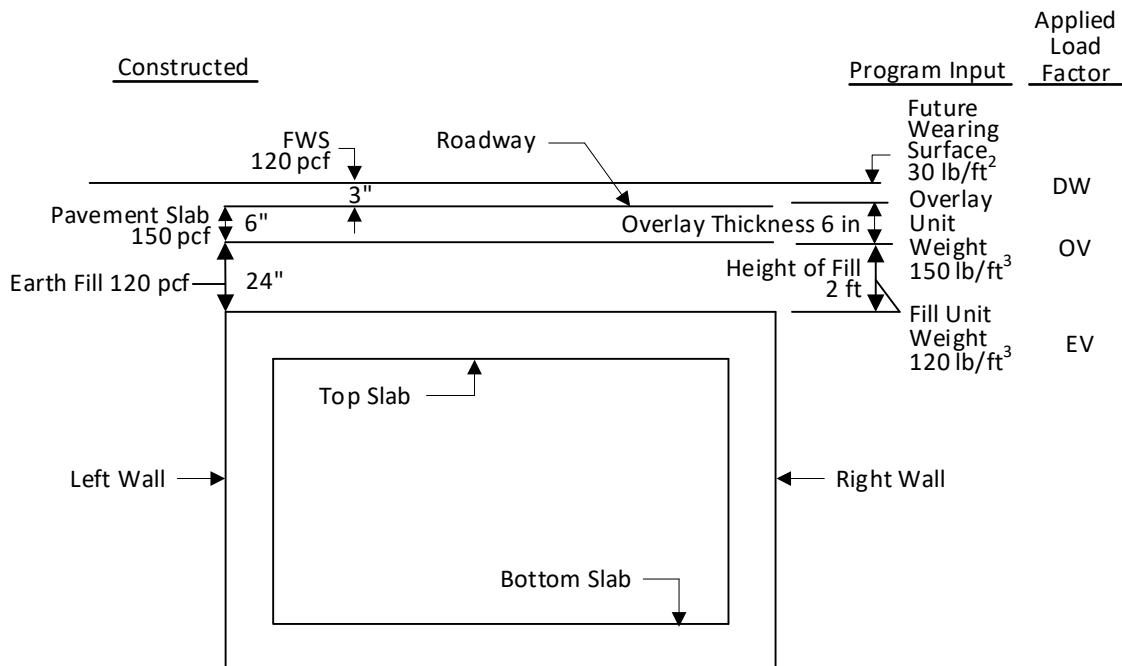 Constructed
Program Input
Applied
Load
Factor
FWS
120 pcf
Roadway
Future
Wearing
Surface
30 lb/ft²
DW
3"
Pavement Slab
150 pcf
6"
Overlay Thickness 6 in
Overlay
Unit
Weight
150 lb/ft³
OV
Earth Fill 120 pcf
24"
Height of Fill
2 ft
Fill Unit
Weight
120 lb/ft³
EV
Top Slab
Left Wall
Right Wall
Bottom Slab